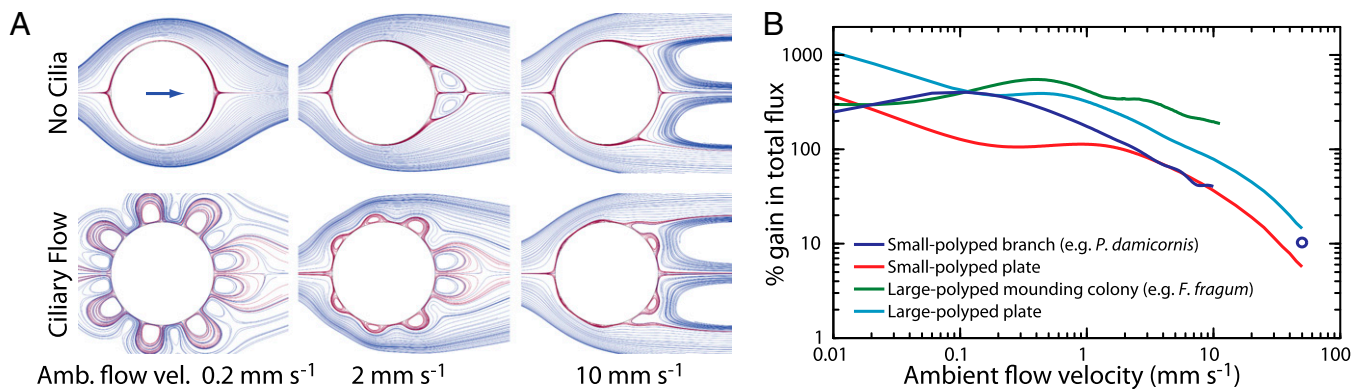 A
No Cilia
Ciliary Flow
Amb. flow vel. 0.2 mm s-1
2 mm s-1
10 mm s-1
B
% gain in total flux
1000
100
10
1
Small-polyped branch (e.g. P. damicornis)
Small-polyped plate
Large-polyped mounding colony (e.g. F. fragum)
Large-polyped plate
0.01
0.1
1
10
100
Ambient flow velocity (mm s-1)